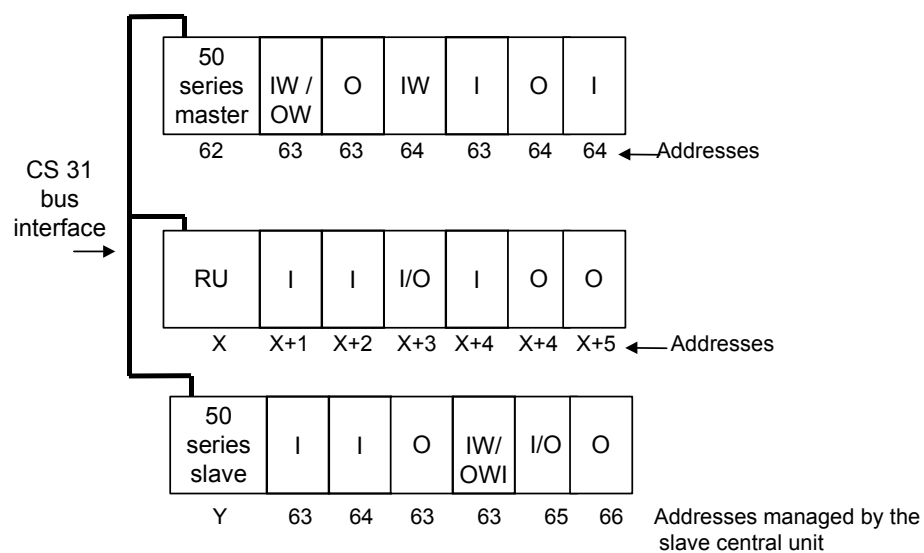 50
series
master
IW /
OW
O
IW
I
O
I
62 63 63 64 63 64 64
Addresses
CS 31
bus
interface
RU I I I/O I O O
X X+1 X+2 X+3 X+4 X+4 X+5
Addresses
50
series
slave
I
I
O
IW/
OWI
I/O
O
Y 63 64 63 63 65 66
Addresses managed by the
slave central unit